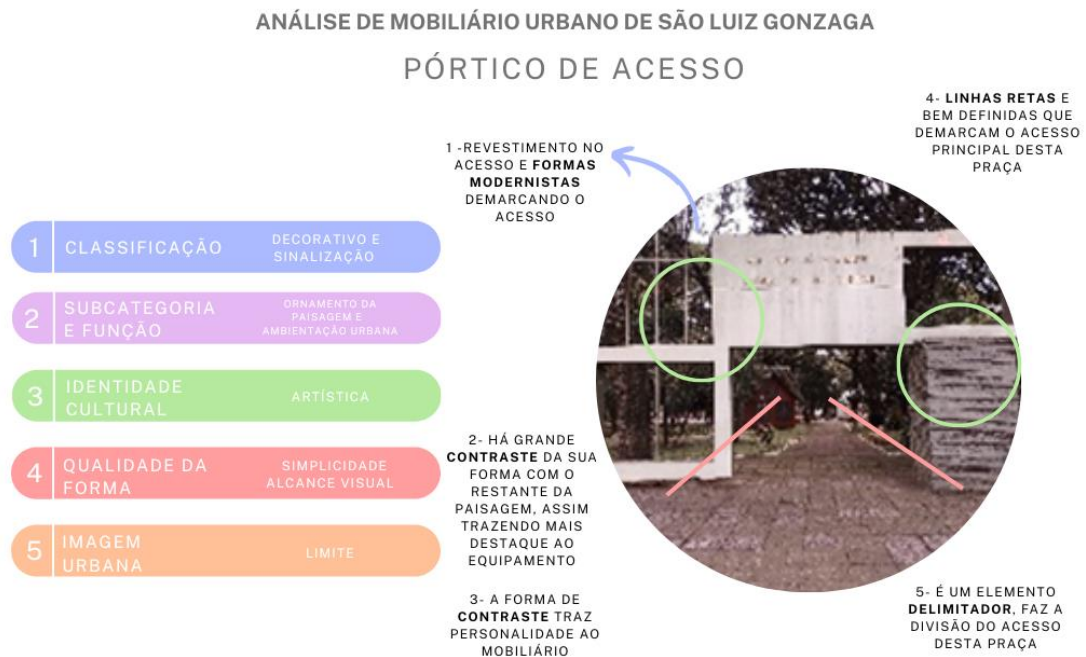 ANÁLISE DE MOBILIÁRIO URBANO DE SÃO LUIZ GONZAGA
PÓRTICO DE ACESSO
1 CLASSIFICAÇÃO
DECORATIVO E
SINALIZAÇÃO
2 SUBCATEGORIA
E FUNÇÃO
ORNAMENTO DA
PAISAGEM E
AMBIENTAÇÃO URBANA
3 IDENTIDADE
CULTURAL
ARTÍSTICA
4 QUALIDADE DA
FORMA
SIMPLICIDADE
ALCANCE VISUAL
5 IMAGEM
URBANA
LIMITE
1 -REVESTIMENTO NO
ACESSO E FORMAS
MODERNISTAS
DEMARCANDO O
ACESSO
2- HÁ GRANDE
CONTRASTE DA SUA
FORMA COM O
RESTANTE DA
PAISAGEM, ASSIM
TRAZENDO MAIS
DESTAQUE AO
EQUIPAMENTO
3- A FORMA DE
CONTRASTE TRAZ
PERSONALIDADE AO
MOBILIÁRIO
4- LINHAS RETAS E
BEM DEFINIDAS QUE
DEMARCAM O ACESSO
PRINCIPAL DESTA
PRAÇA
5- É UM ELEMENTO
DELIMITADOR, FAZ A
DIVISÃO DO ACESSO
DESTA PRAÇA